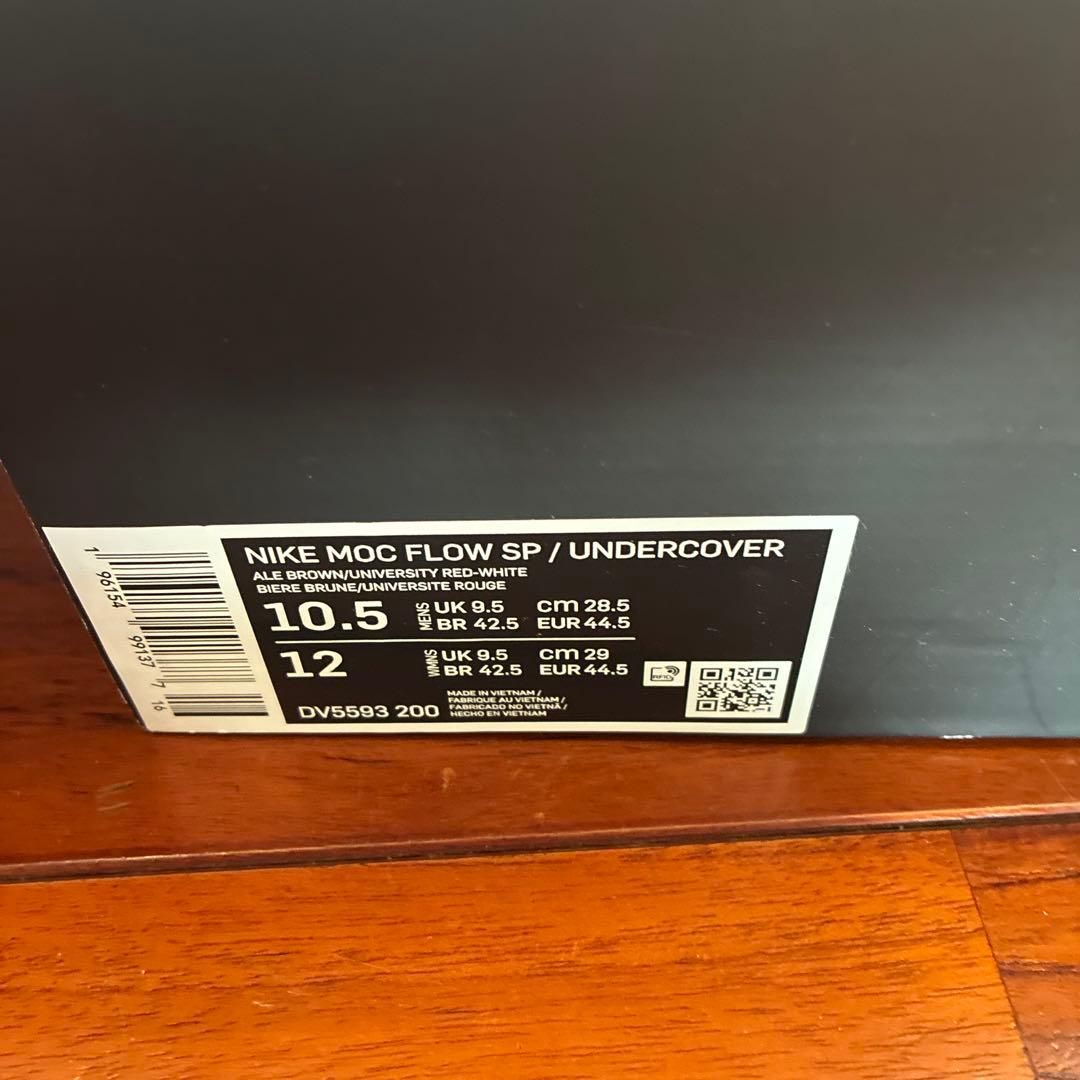 NIKE MOC FLOW SP / UNDERCOVER
ALE BROWN/UNIVERSITY RED-WHITE
BIERE BRUNE/UNIVERSITE ROUGE
10.5 MENS UK 9.5 CM 28.5
BR 42.5 EUR 44.5
12 WMNS UK 9.5 CM 29
BR 42.5 EUR 44.5
DV5593 200
MADE IN VIETNAM /
FABRIQUE AU VIETNAM /
FABRICADO NO VIETNÃ /
HECHO EN VIETNAM
RFID
1 96154 99137 7 16